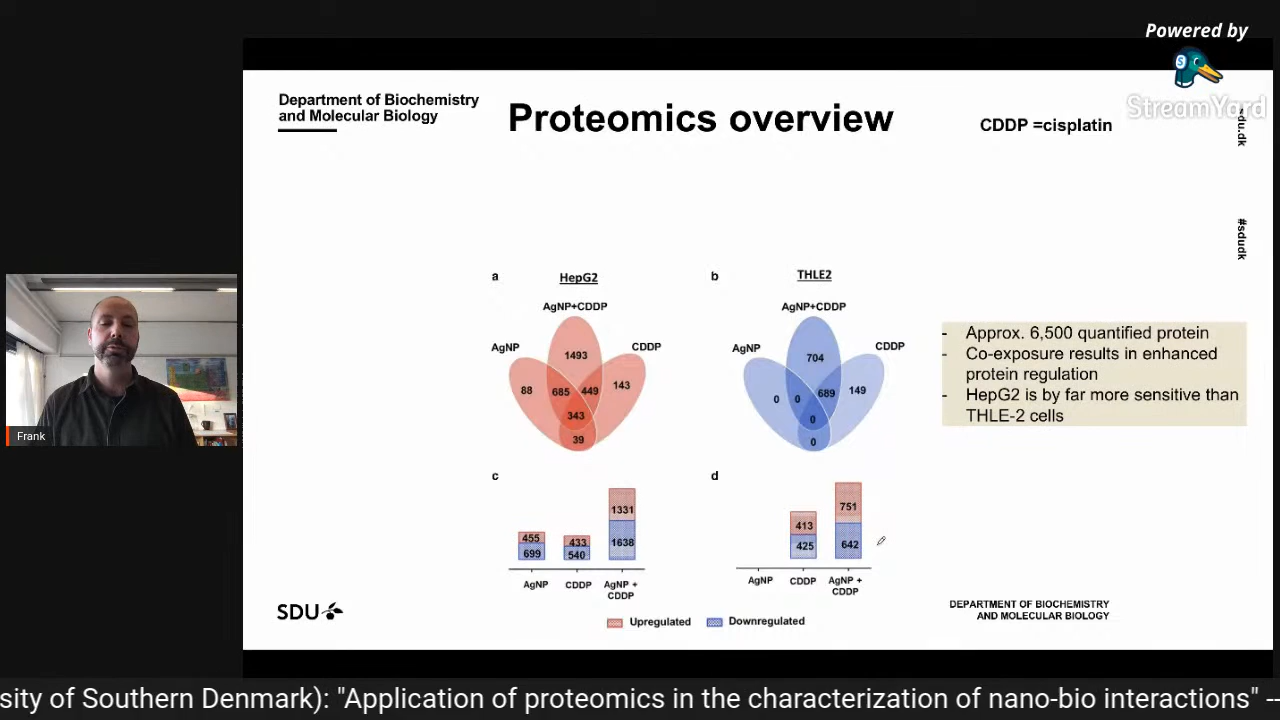 Powered by
StreamYard
Department of Biochemistry
and Molecular Biology
Proteomics overview
CDDP =cisplatin
sdu.dk
#sdudk
a
HepG2
AgNP+CDDP
AgNP
CDDP
1493
88
685
449
143
343
39
b
THLE2
AgNP+CDDP
AgNP
CDDP
704
0
0
689
149
0
0
- Approx. 6,500 quantified protein
- Co-exposure results in enhanced
protein regulation
- HepG2 is by far more sensitive than
THLE-2 cells
c
455
699
433
540
1331
1638
AgNP
CDDP
AgNP +
CDDP
d
413
425
751
642
AgNP
CDDP
AgNP +
CDDP
Upregulated
Downregulated
SDU
DEPARTMENT OF BIOCHEMISTRY
AND MOLECULAR BIOLOGY
Frank
sity of Southern Denmark): "Application of proteomics in the characterization of nano-bio interactions" --